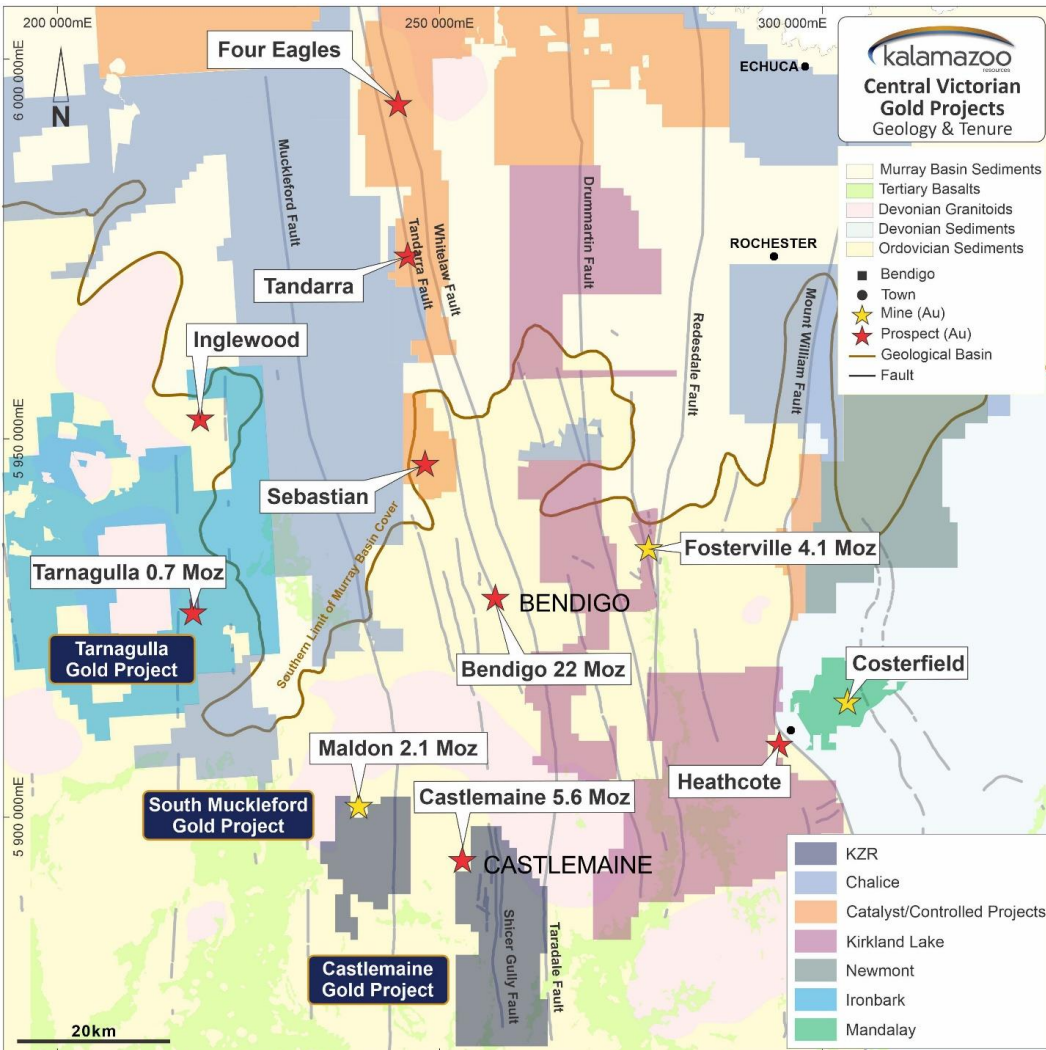 200 000mE
250 000mE
300 000mE
6 000 000mE
5 950 000mE
5 900 000mE
N
kalamazoo
resources
Central Victorian
Gold Projects
Geology & Tenure
Murray Basin Sediments
Tertiary Basalts
Devonian Granitoids
Devonian Sediments
Ordovician Sediments
Bendigo
Town
Mine (Au)
Prospect (Au)
Geological Basin
Fault
Four Eagles
ECHUCA
Muckleford Fault
Drummartin Fault
Whitelaw Fault
Tandarra Fault
ROCHESTER
Tandarra
Mount William Fault
Redesdale Fault
Inglewood
Sebastian
Southern Limit of Murray Basin Cover
Fosterville 4.1 Moz
Tarnagulla 0.7 Moz
BENDIGO
Tarnagulla
Gold Project
Bendigo 22 Moz
Costerfield
Maldon 2.1 Moz
Heathcote
South Muckleford
Gold Project
Castlemaine 5.6 Moz
CASTLEMAINE
Shicer Gully Fault
Taradale Fault
Castlemaine
Gold Project
KZR
Chalice
Catalyst/Controlled Projects
Kirkland Lake
Newmont
Ironbark
Mandalay
20km